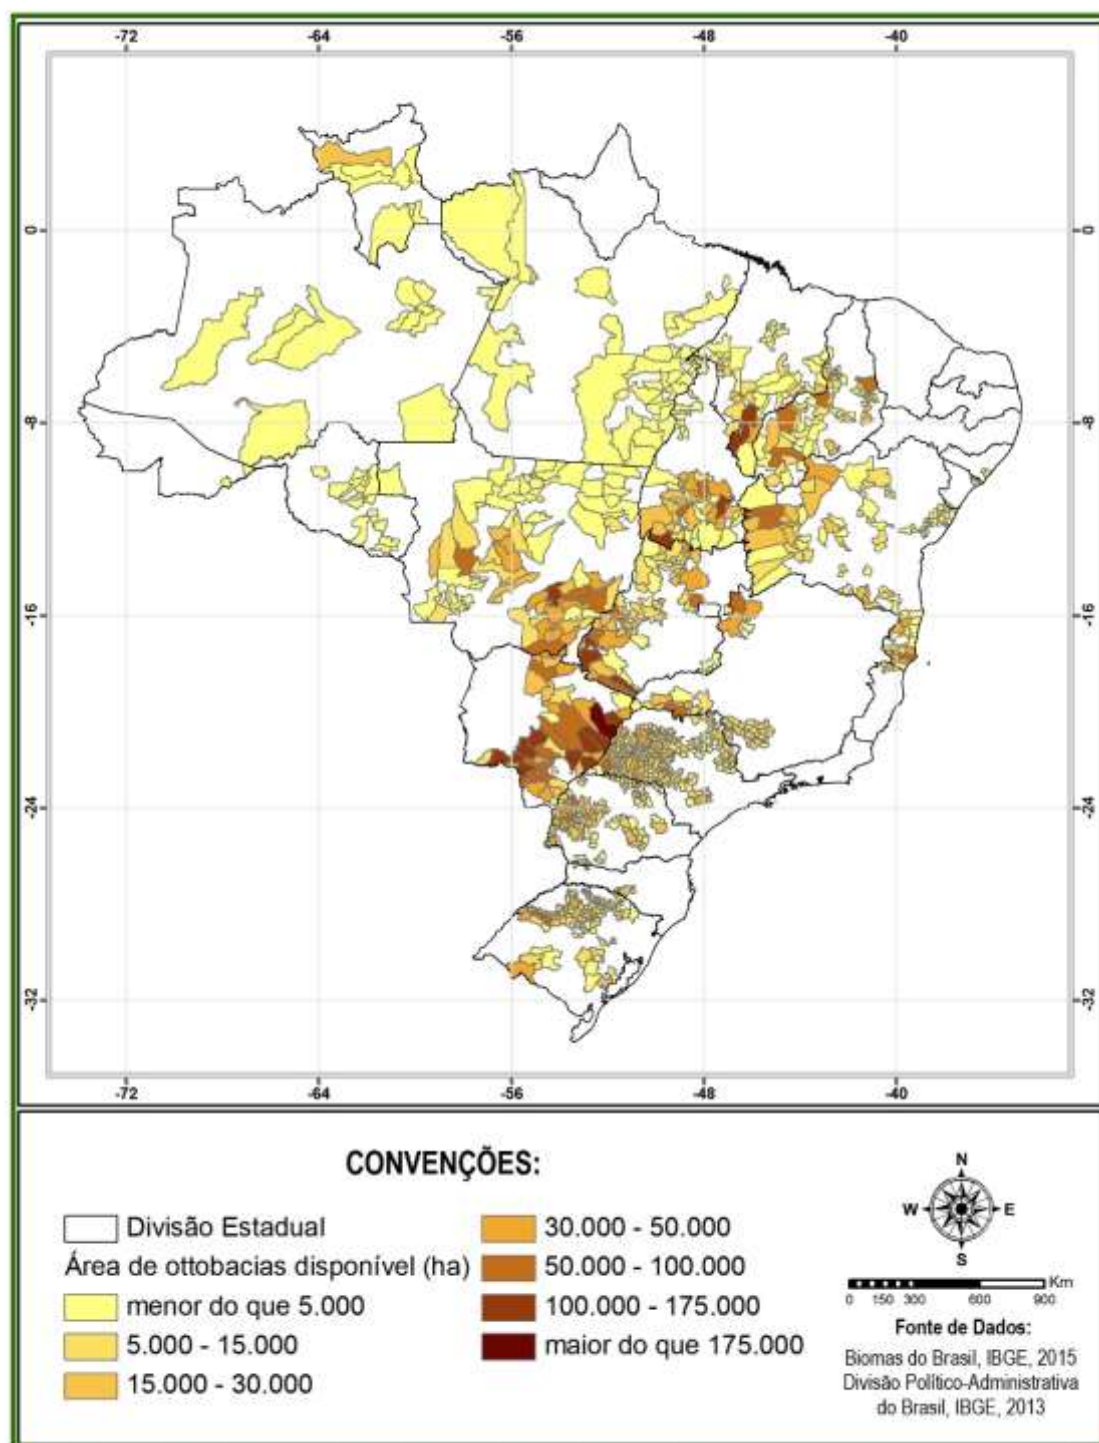 -72 -64 -56 -48 -40
0 0
-8 -8
-16 -16
-24 -24
-32 -32
-72 -64 -56 -48 -40
CONVENÇÕES:
Divisão Estadual
Área de ottobacias disponível (ha)
menor do que 5.000
5.000 - 15.000
15.000 - 30.000
30.000 - 50.000
50.000 - 100.000
100.000 - 175.000
maior do que 175.000
N
W E
S
Km
0 150 300 600 900
Fonte de Dados:
Biomas do Brasil, IBGE, 2015
Divisão Político-Administrativa
do Brasil, IBGE, 2013